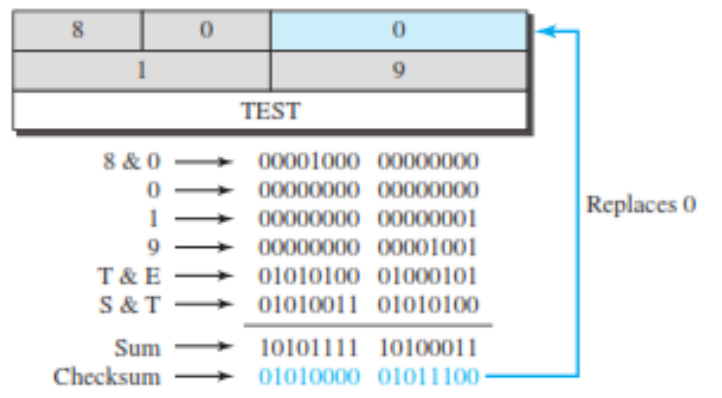 8 0 0
1 9
TEST
8 & 0 00001000 00000000
0 00000000 00000000
1 00000000 00000001
Replaces 0
9 00000000 00001001
T & E 01010100 01000101
S & T 01010011 01010100
Sum 10101111 10100011
Checksum 01010000 01011100